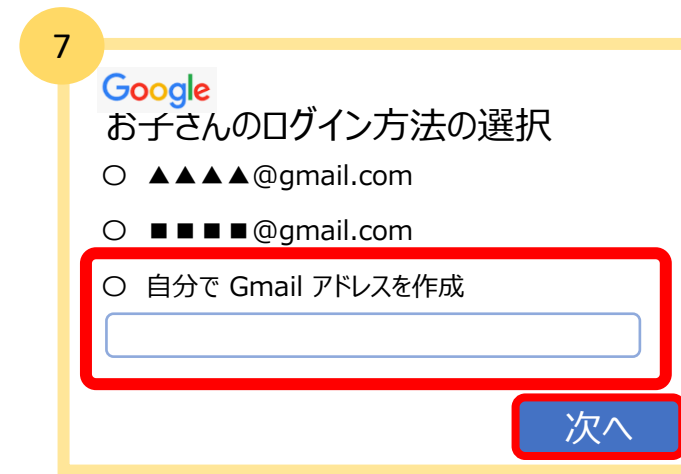 7
Google
お子さんのログイン方法の選択
○ ▲▲▲▲@gmail.com
○ ■■■■@gmail.com
○ 自分で Gmail アドレスを作成
次へ